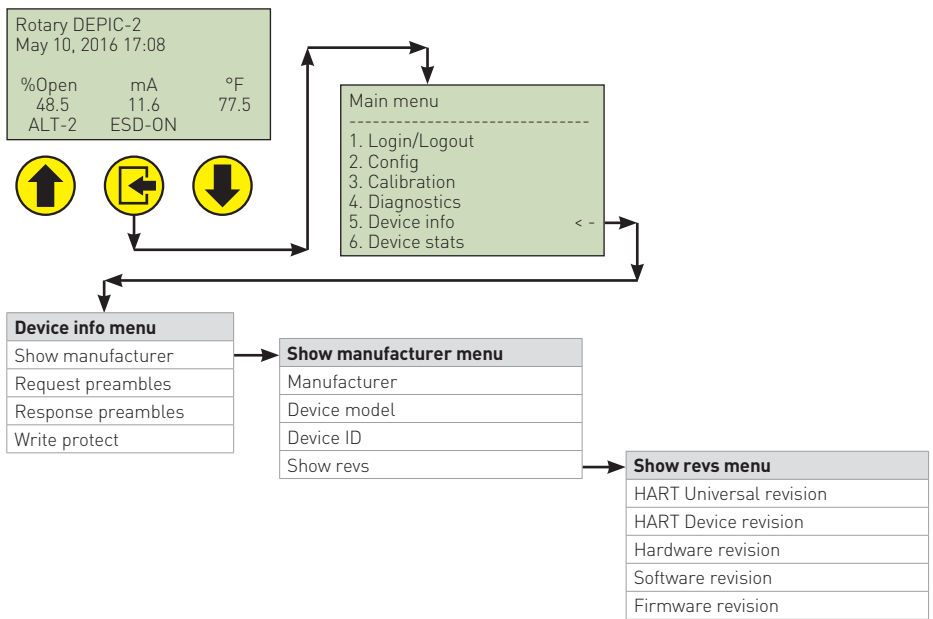 Rotary DEPIC-2
May 10, 2016 17:08
%Open mA °F
48.5 11.6 77.5
ALT-2 ESD-ON
Main menu
------------------------------
1. Login/Logout
2. Config
3. Calibration
4. Diagnostics
5. Device info < -
6. Device stats
Device info menu
Show manufacturer
Request preambles
Response preambles
Write protect
Show manufacturer menu
Manufacturer
Device model
Device ID
Show revs
Show revs menu
HART Universal revision
HART Device revision
Hardware revision
Software revision
Firmware revision